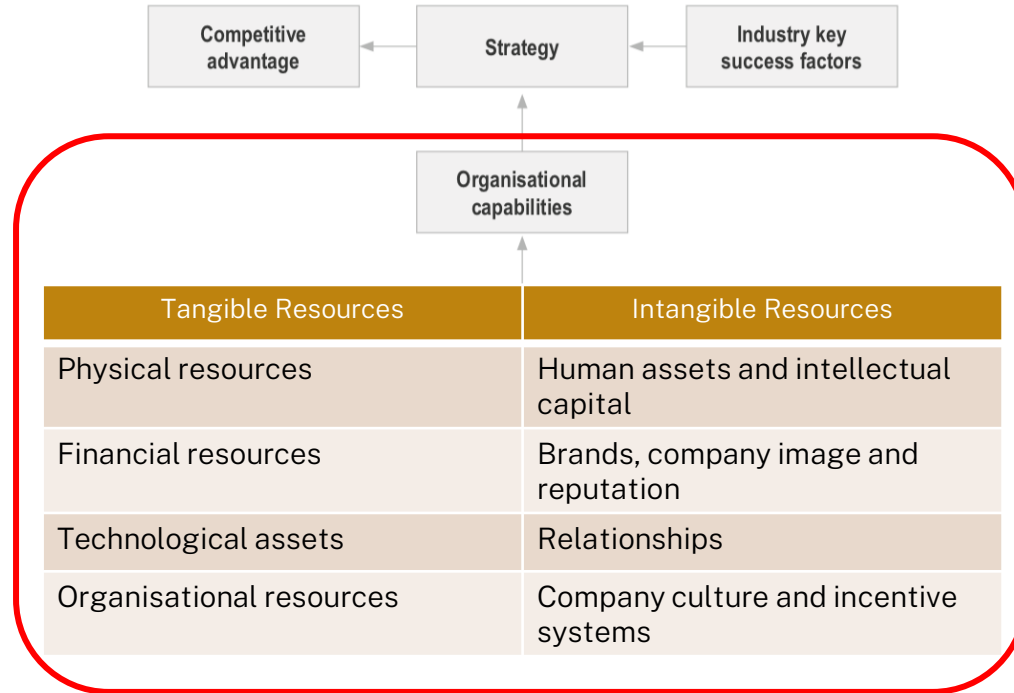 Competitive
advantage
Strategy
Industry key
success factors
Organisational
capabilities
Tangible Resources
Intangible Resources
Physical resources
Human assets and intellectual
capital
Financial resources
Brands, company image and
reputation
Technological assets
Relationships
Organisational resources
Company culture and incentive
systems